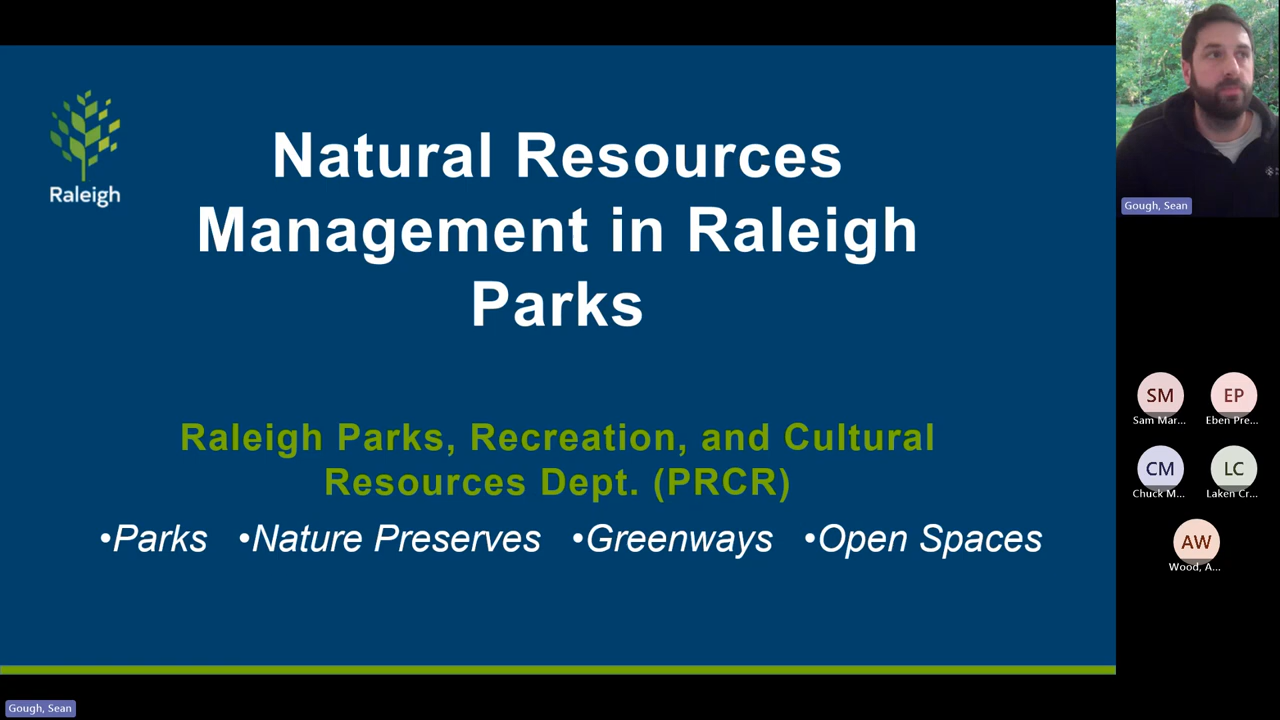 Raleigh
Natural Resources
Management in Raleigh
Parks
Raleigh Parks, Recreation, and Cultural
Resources Dept. (PRCR)
•Parks •Nature Preserves •Greenways •Open Spaces
Gough, Sean
Gough, Sean
SM
Sam Mar...
EP
Eben Pre...
CM
Chuck M...
LC
Laken Cr...
AW
Wood, A...